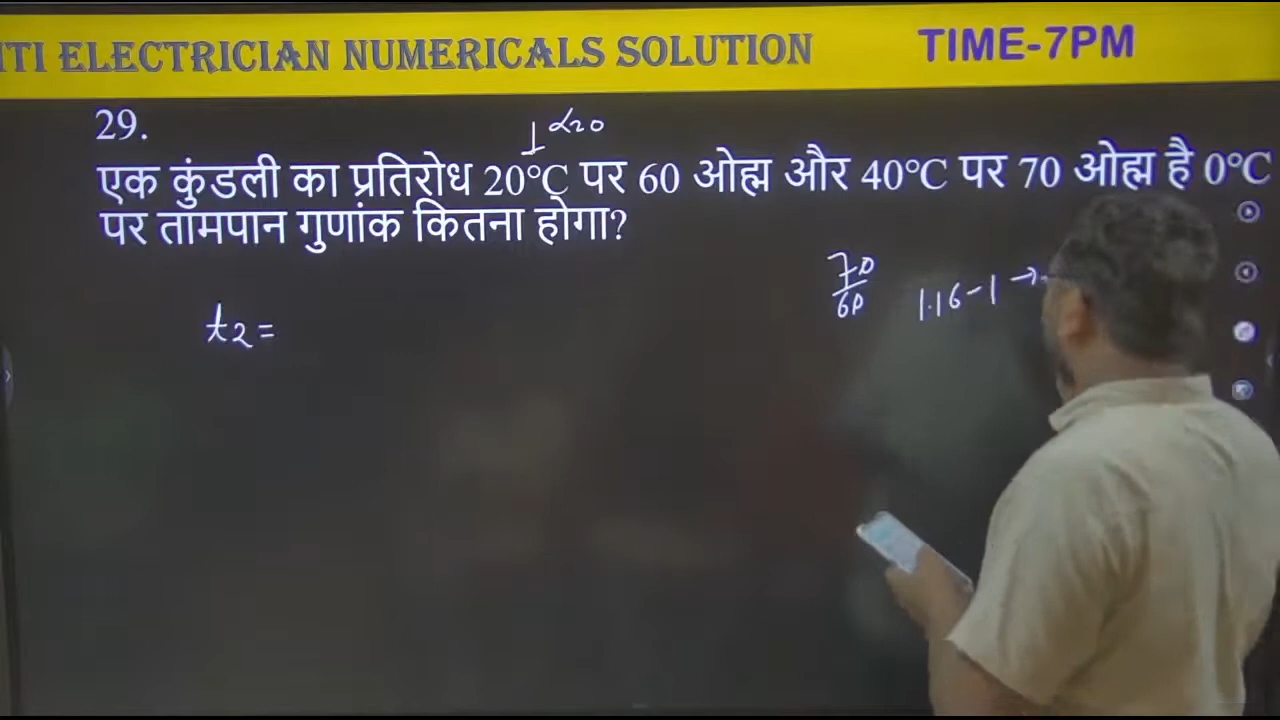 ITI ELECTRICIAN NUMERICALS SOLUTION TIME-7PM
29.
α20
एक कुंडली का प्रतिरोध 20°C पर 60 ओह्म और 40°C पर 70 ओह्म है 0°C
पर तामपान गुणांक कितना होगा?
70
60 1.16-1 →
t2=